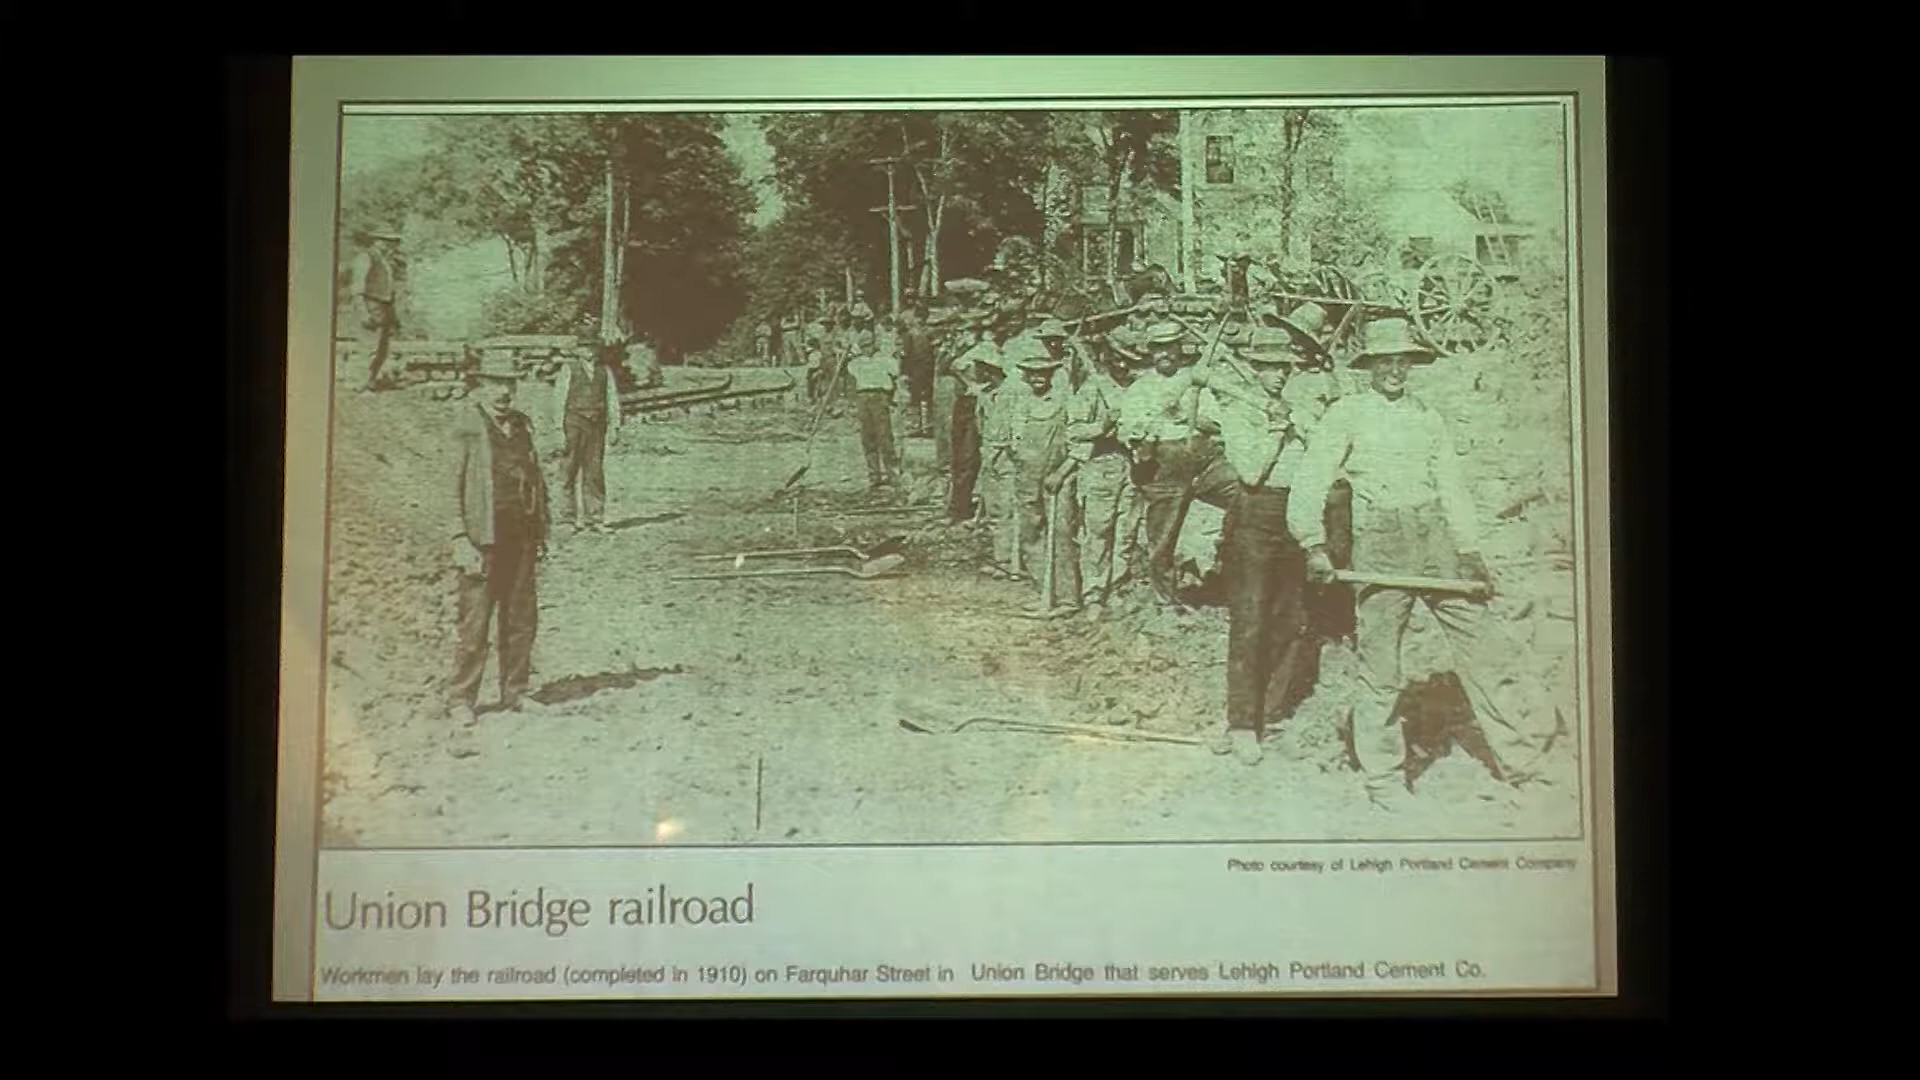 Photo courtesy of Lehigh Portland Cement Company
Union Bridge railroad
Workmen lay the railroad (completed in 1910) on Farquhar Street in Union Bridge that serves Lehigh Portland Cement Co.